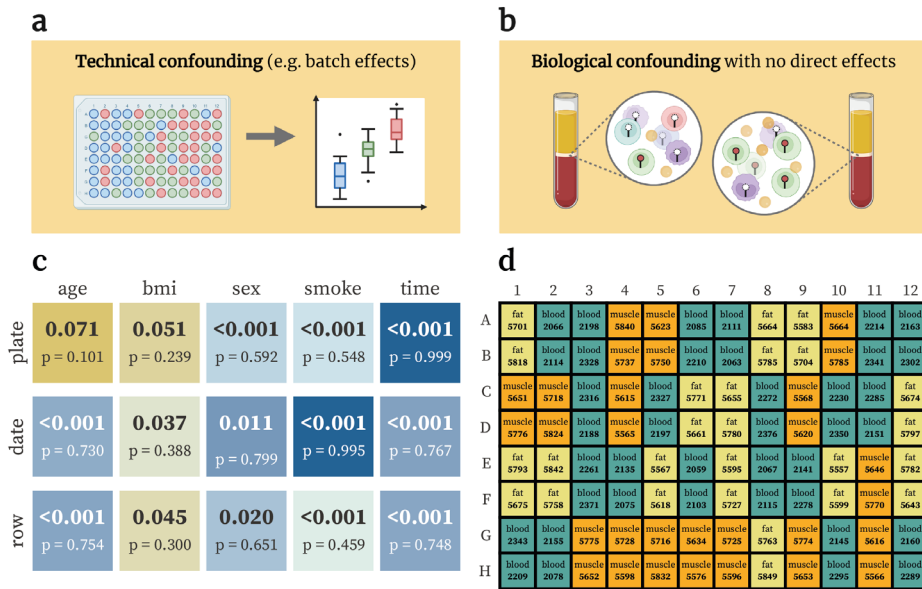 a
Technical confounding (e.g. batch effects)
b
Biological confounding with no direct effects
c
age bmi sex smoke time
plate
0.071 0.051 <0.001 <0.001 <0.001
p = 0.101 p = 0.239 p = 0.592 p = 0.548 p = 0.999
date
<0.001 0.037 0.011 <0.001 <0.001
p = 0.730 p = 0.388 p = 0.799 p = 0.995 p = 0.767
row
<0.001 0.045 0.020 <0.001 <0.001
p = 0.754 p = 0.300 p = 0.651 p = 0.459 p = 0.748
d
1 2 3 4 5 6 7 8 9 10 11 12
A
fat blood blood muscle muscle blood blood fat fat muscle blood blood
5701 2066 2198 5840 5623 2085 2111 5664 5583 5664 2214 2163
B
fat blood blood muscle muscle blood blood fat fat muscle blood blood
5818 2114 2328 5737 5750 2210 2063 5785 5704 5785 2341 2302
C
muscle muscle blood muscle blood fat fat blood muscle blood blood fat
5651 5718 2316 5615 2327 5771 5655 2272 5568 2230 2285 5674
D
muscle muscle blood muscle blood fat fat blood muscle blood blood fat
5776 5824 2188 5563 2197 5661 5780 2376 5620 2350 2151 5797
E
fat fat blood blood fat blood fat blood blood fat muscle fat
5793 5842 2261 2135 5567 2059 5595 2067 2141 5557 5646 5782
F
fat fat blood blood fat blood fat blood blood fat muscle fat
5675 5758 2371 2075 5618 2103 5727 2115 2278 5599 5770 5643
G
blood blood muscle muscle muscle muscle muscle fat muscle blood muscle blood
2343 2155 5775 5728 5716 5634 5725 5763 5774 2145 5616 2160
H
blood blood muscle muscle muscle muscle muscle fat muscle blood muscle blood
2209 2078 5652 5598 5832 5576 5596 5849 5653 2295 5566 2289